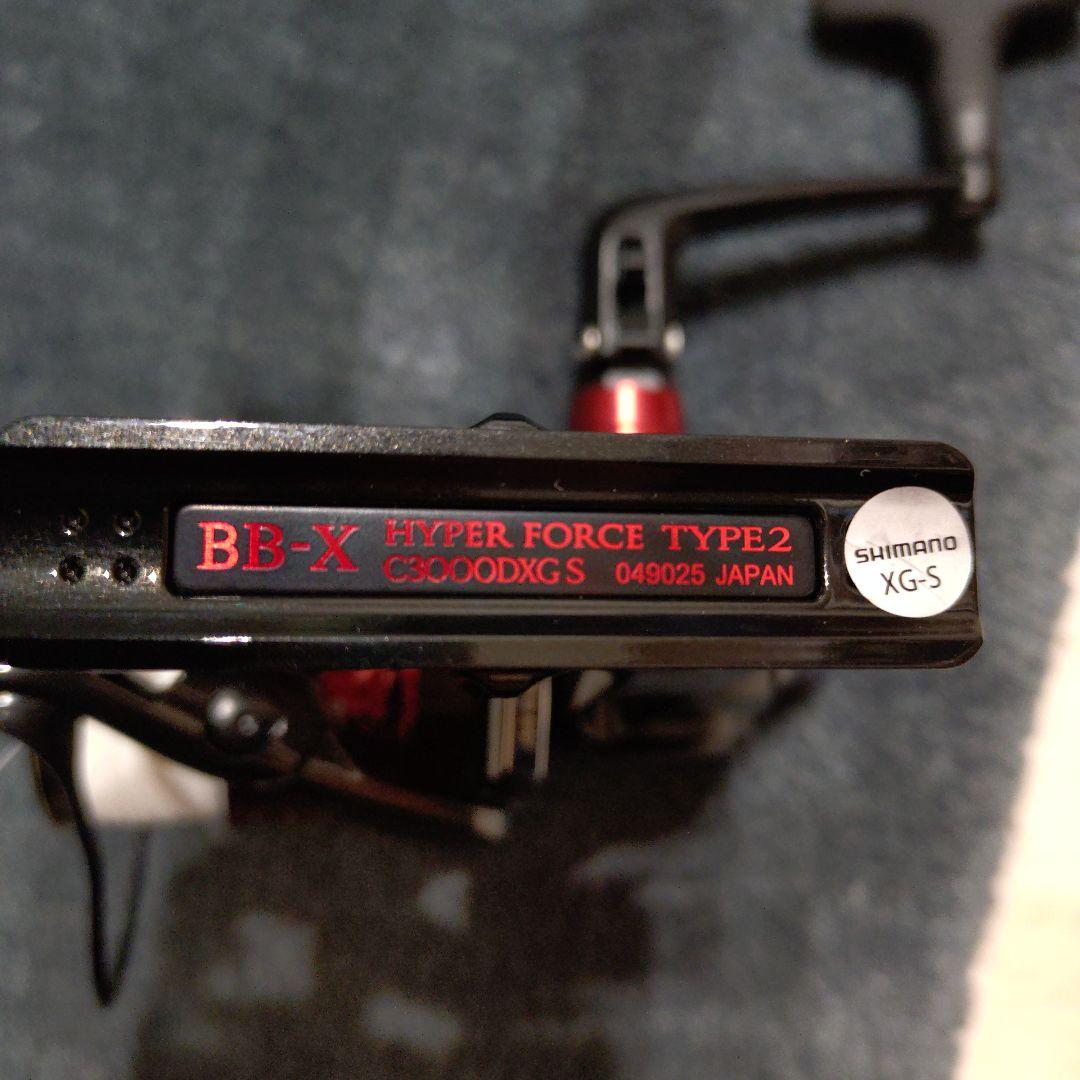 BB-X HYPER FORCE TYPE2
C3000DXG S 049025 JAPAN
SHIMANO
XG-S